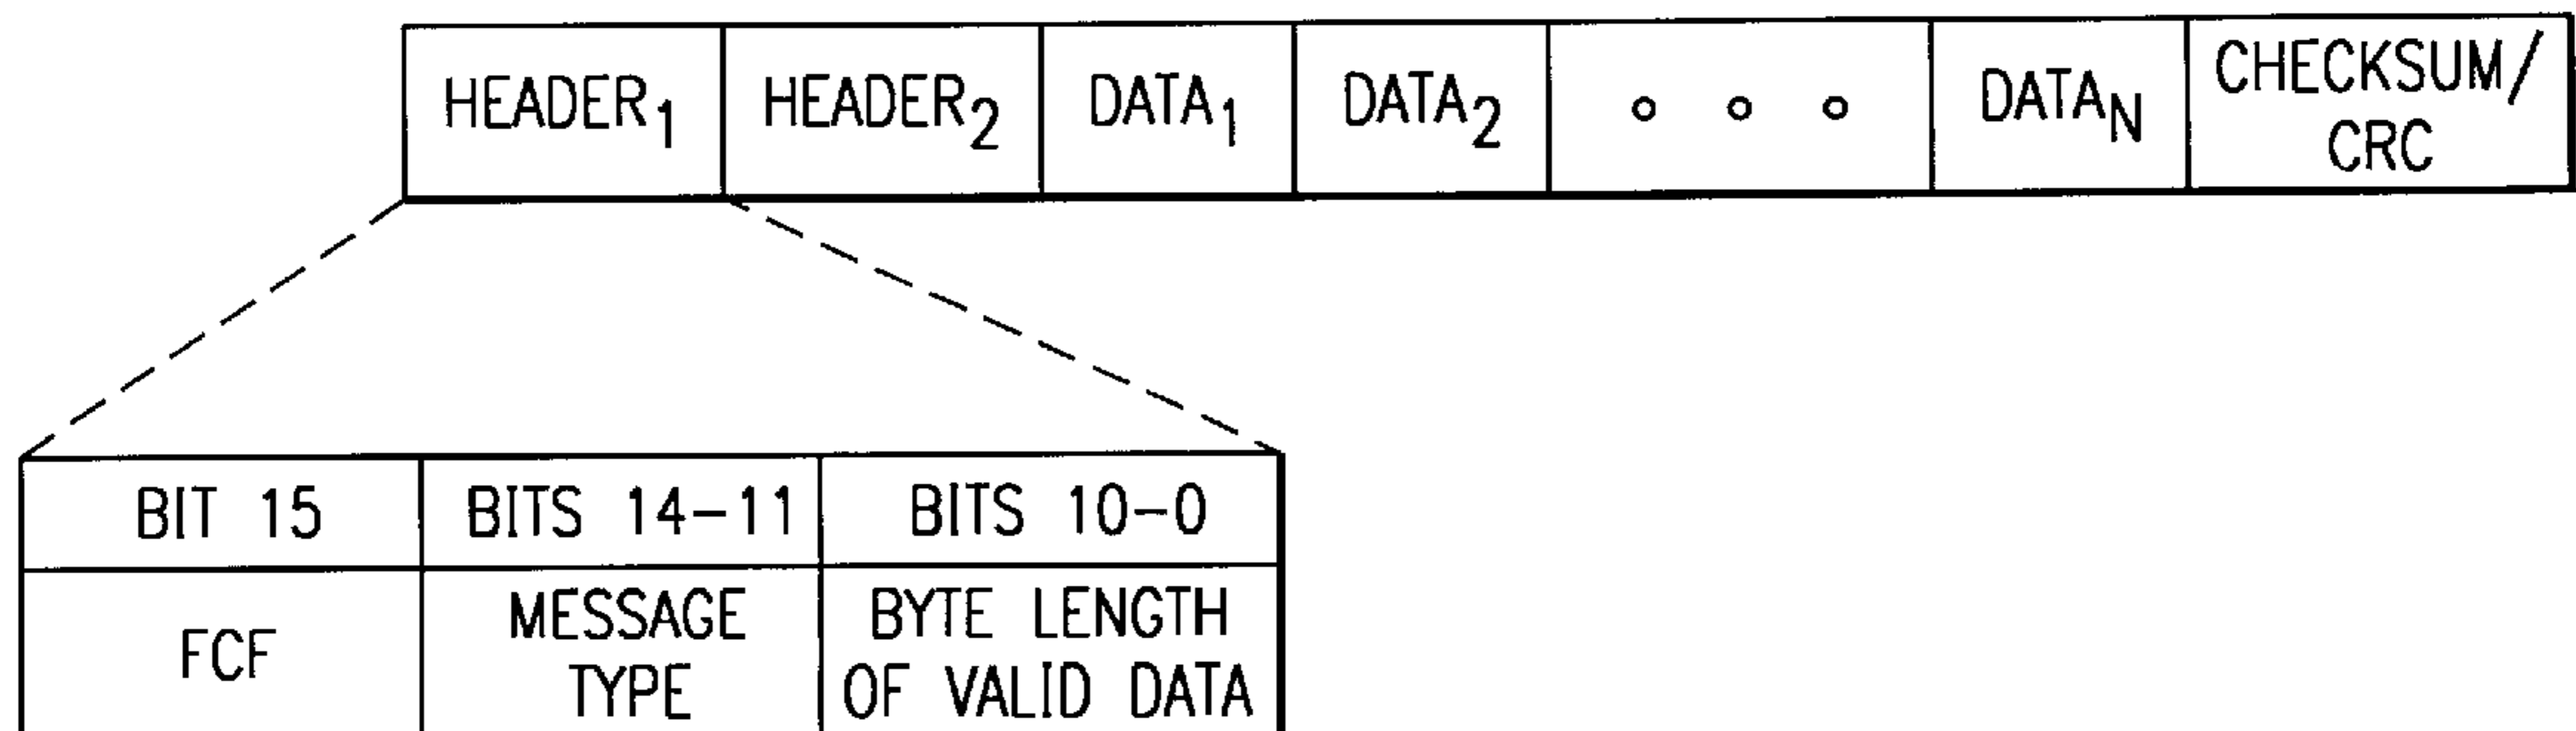 HEADER1 HEADER2 DATA1 DATA2 ∘ ∘ ∘ DATAN CHECKSUM/
CRC
BIT 15 BITS 14-11 BITS 10-0
FCF MESSAGE BYTE LENGTH
TYPE OF VALID DATA